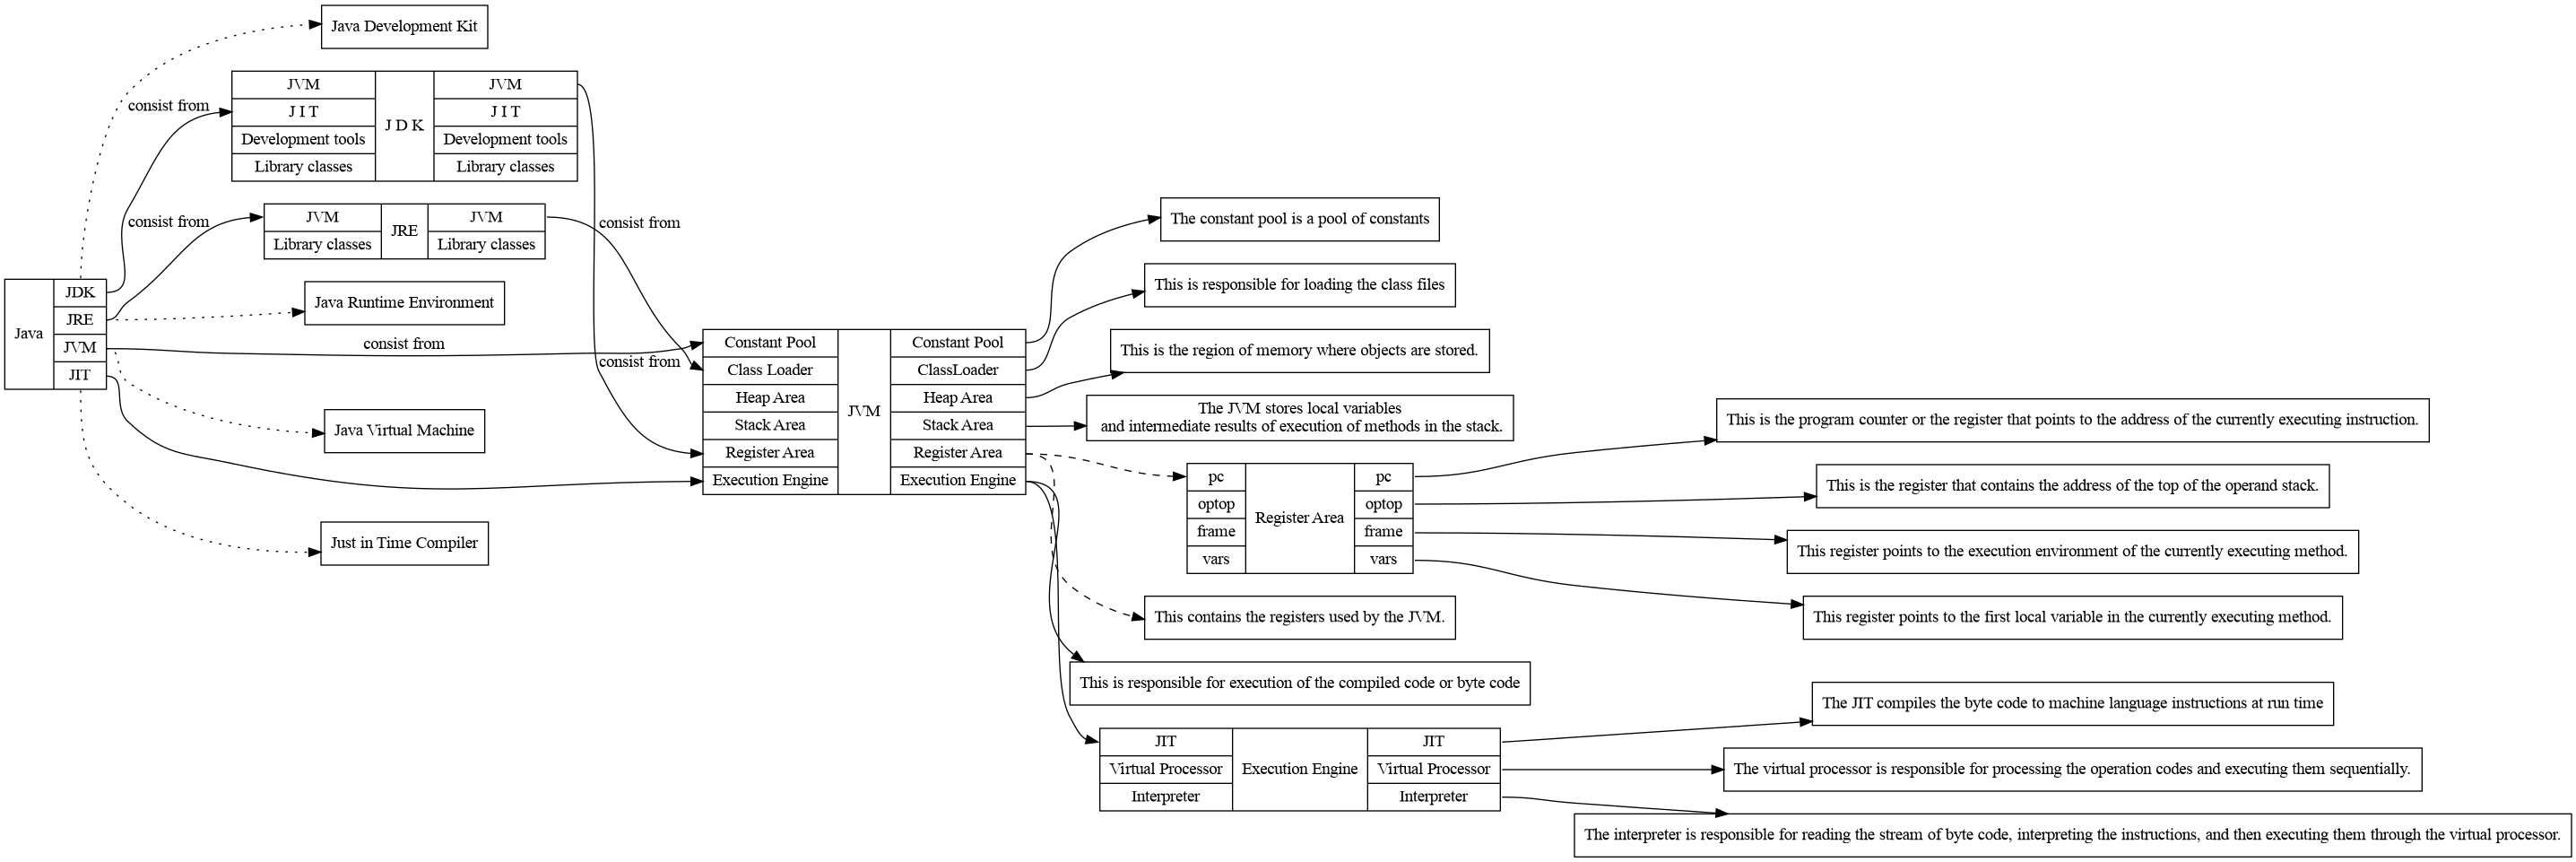 Java Development Kit
consist from
JVM
J I T
Development tools
Library classes
J D K
JVM
J I T
Development tools
Library classes
consist from
JVM
Library classes
JRE
JVM
Library classes
consist from
Java
JDK
JRE
JVM
JIT
Java Runtime Environment
consist from
consist from
Java Virtual Machine
Just in Time Compiler
Constant Pool
Class Loader
Heap Area
Stack Area
Register Area
Execution Engine
JVM
Constant Pool
ClassLoader
Heap Area
Stack Area
Register Area
Execution Engine
The constant pool is a pool of constants
This is responsible for loading the class files
This is the region of memory where objects are stored.
The JVM stores local variables
and intermediate results of execution of methods in the stack.
pc
optop
frame
vars
Register Area
pc
optop
frame
vars
This contains the registers used by the JVM.
This is responsible for execution of the compiled code or byte code
JIT
Virtual Processor
Interpreter
Execution Engine
JIT
Virtual Processor
Interpreter
This is the program counter or the register that points to the address of the currently executing instruction.
This is the register that contains the address of the top of the operand stack.
This register points to the execution environment of the currently executing method.
This register points to the first local variable in the currently executing method.
The JIT compiles the byte code to machine language instructions at run time
The virtual processor is responsible for processing the operation codes and executing them sequentially.
The interpreter is responsible for reading the stream of byte code, interpreting the instructions, and then executing them through the virtual processor.